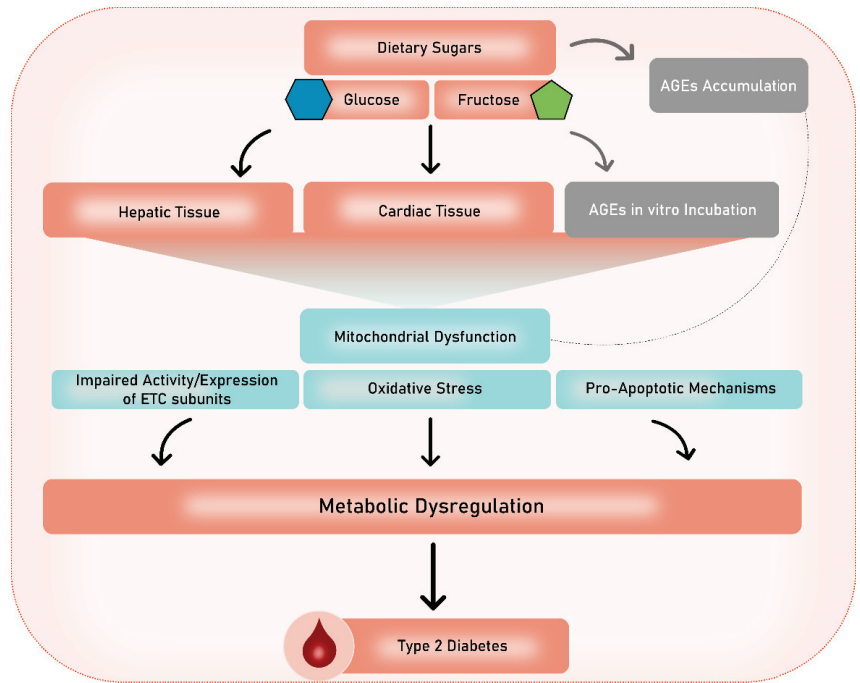 Dietary Sugars
AGEs Accumulation
Glucose
Fructose
Hepatic Tissue
Cardiac Tissue
AGEs in vitro Incubation
Mitochondrial Dysfunction
Impaired Activity/Expression
of ETC subunits
Oxidative Stress
Pro-Apoptotic Mechanisms
Metabolic Dysregulation
Type 2 Diabetes